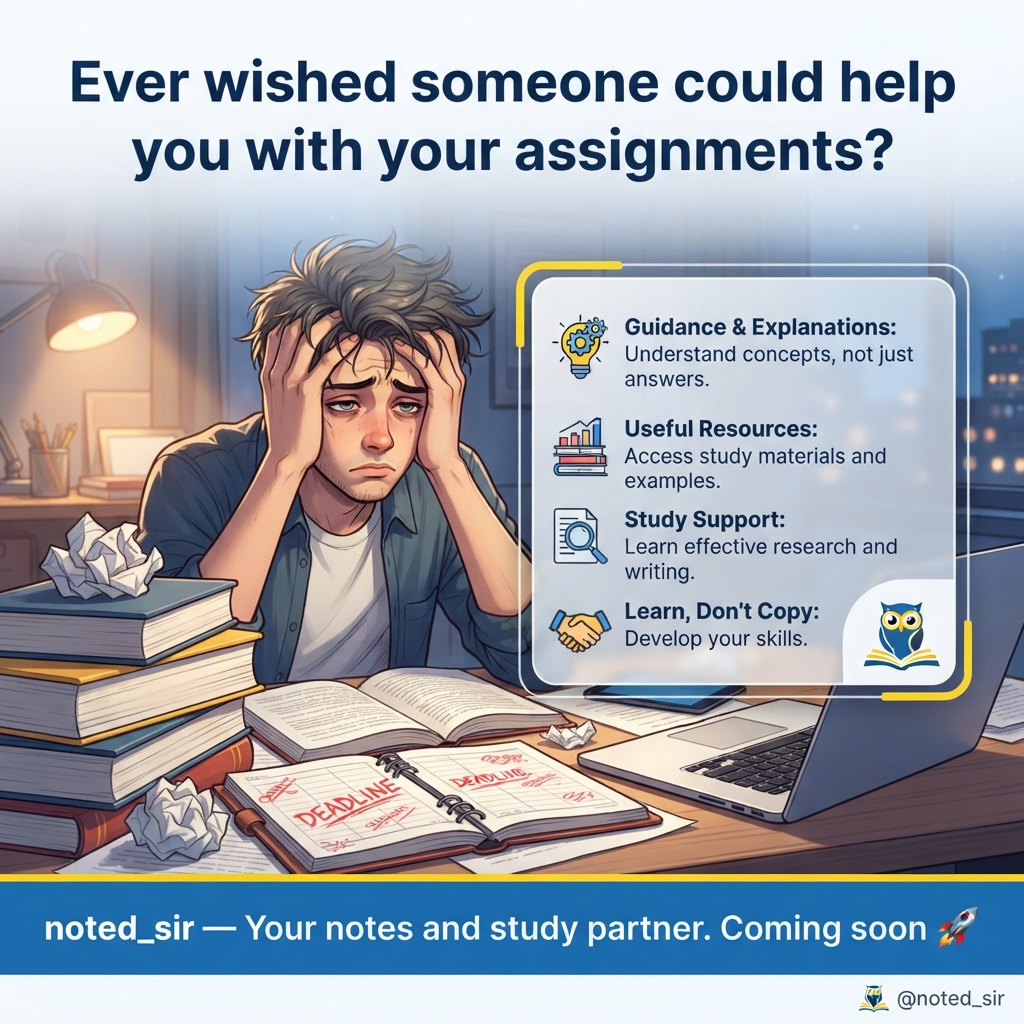 Ever wished someone could help
you with your assignments?
Guidance & Explanations:
Understand concepts, not just
answers.
Useful Resources:
Access study materials and
examples.
Study Support:
Learn effective research and
writing.
Learn, Don't Copy:
Develop your skills.
DEADLINE
DEADLINE
noted_sir — Your notes and study partner. Coming soon 🚀
@noted_sir